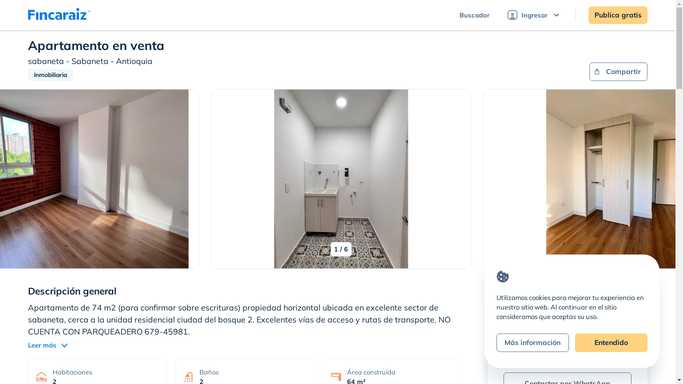 Fincaraiz
Buscador
Ingresar
Publica gratis
Apartamento en venta
sabaneta - Sabaneta - Antioquia
Inmobiliaria
Compartir
1 / 6
Descripción general
Apartamento de 74 m2 (para confirmar sobre escrituras) propiedad horizontal ubicada en excelente sector de
sabaneta, cerca a la unidad residencial ciudad del bosque 2. Excelentes vías de acceso y rutas de transporte. NO
CUENTA CON PARQUEADERO 679-45981.
Leer más
Habitaciones
2
Baños
2
Área construida
64 m²
Utilizamos cookies para mejorar tu experiencia en
nuestro sitio web. Al continuar en el sitio
consideramos que aceptas su uso.
Más información
Entendido
Contactar por WhatsApp